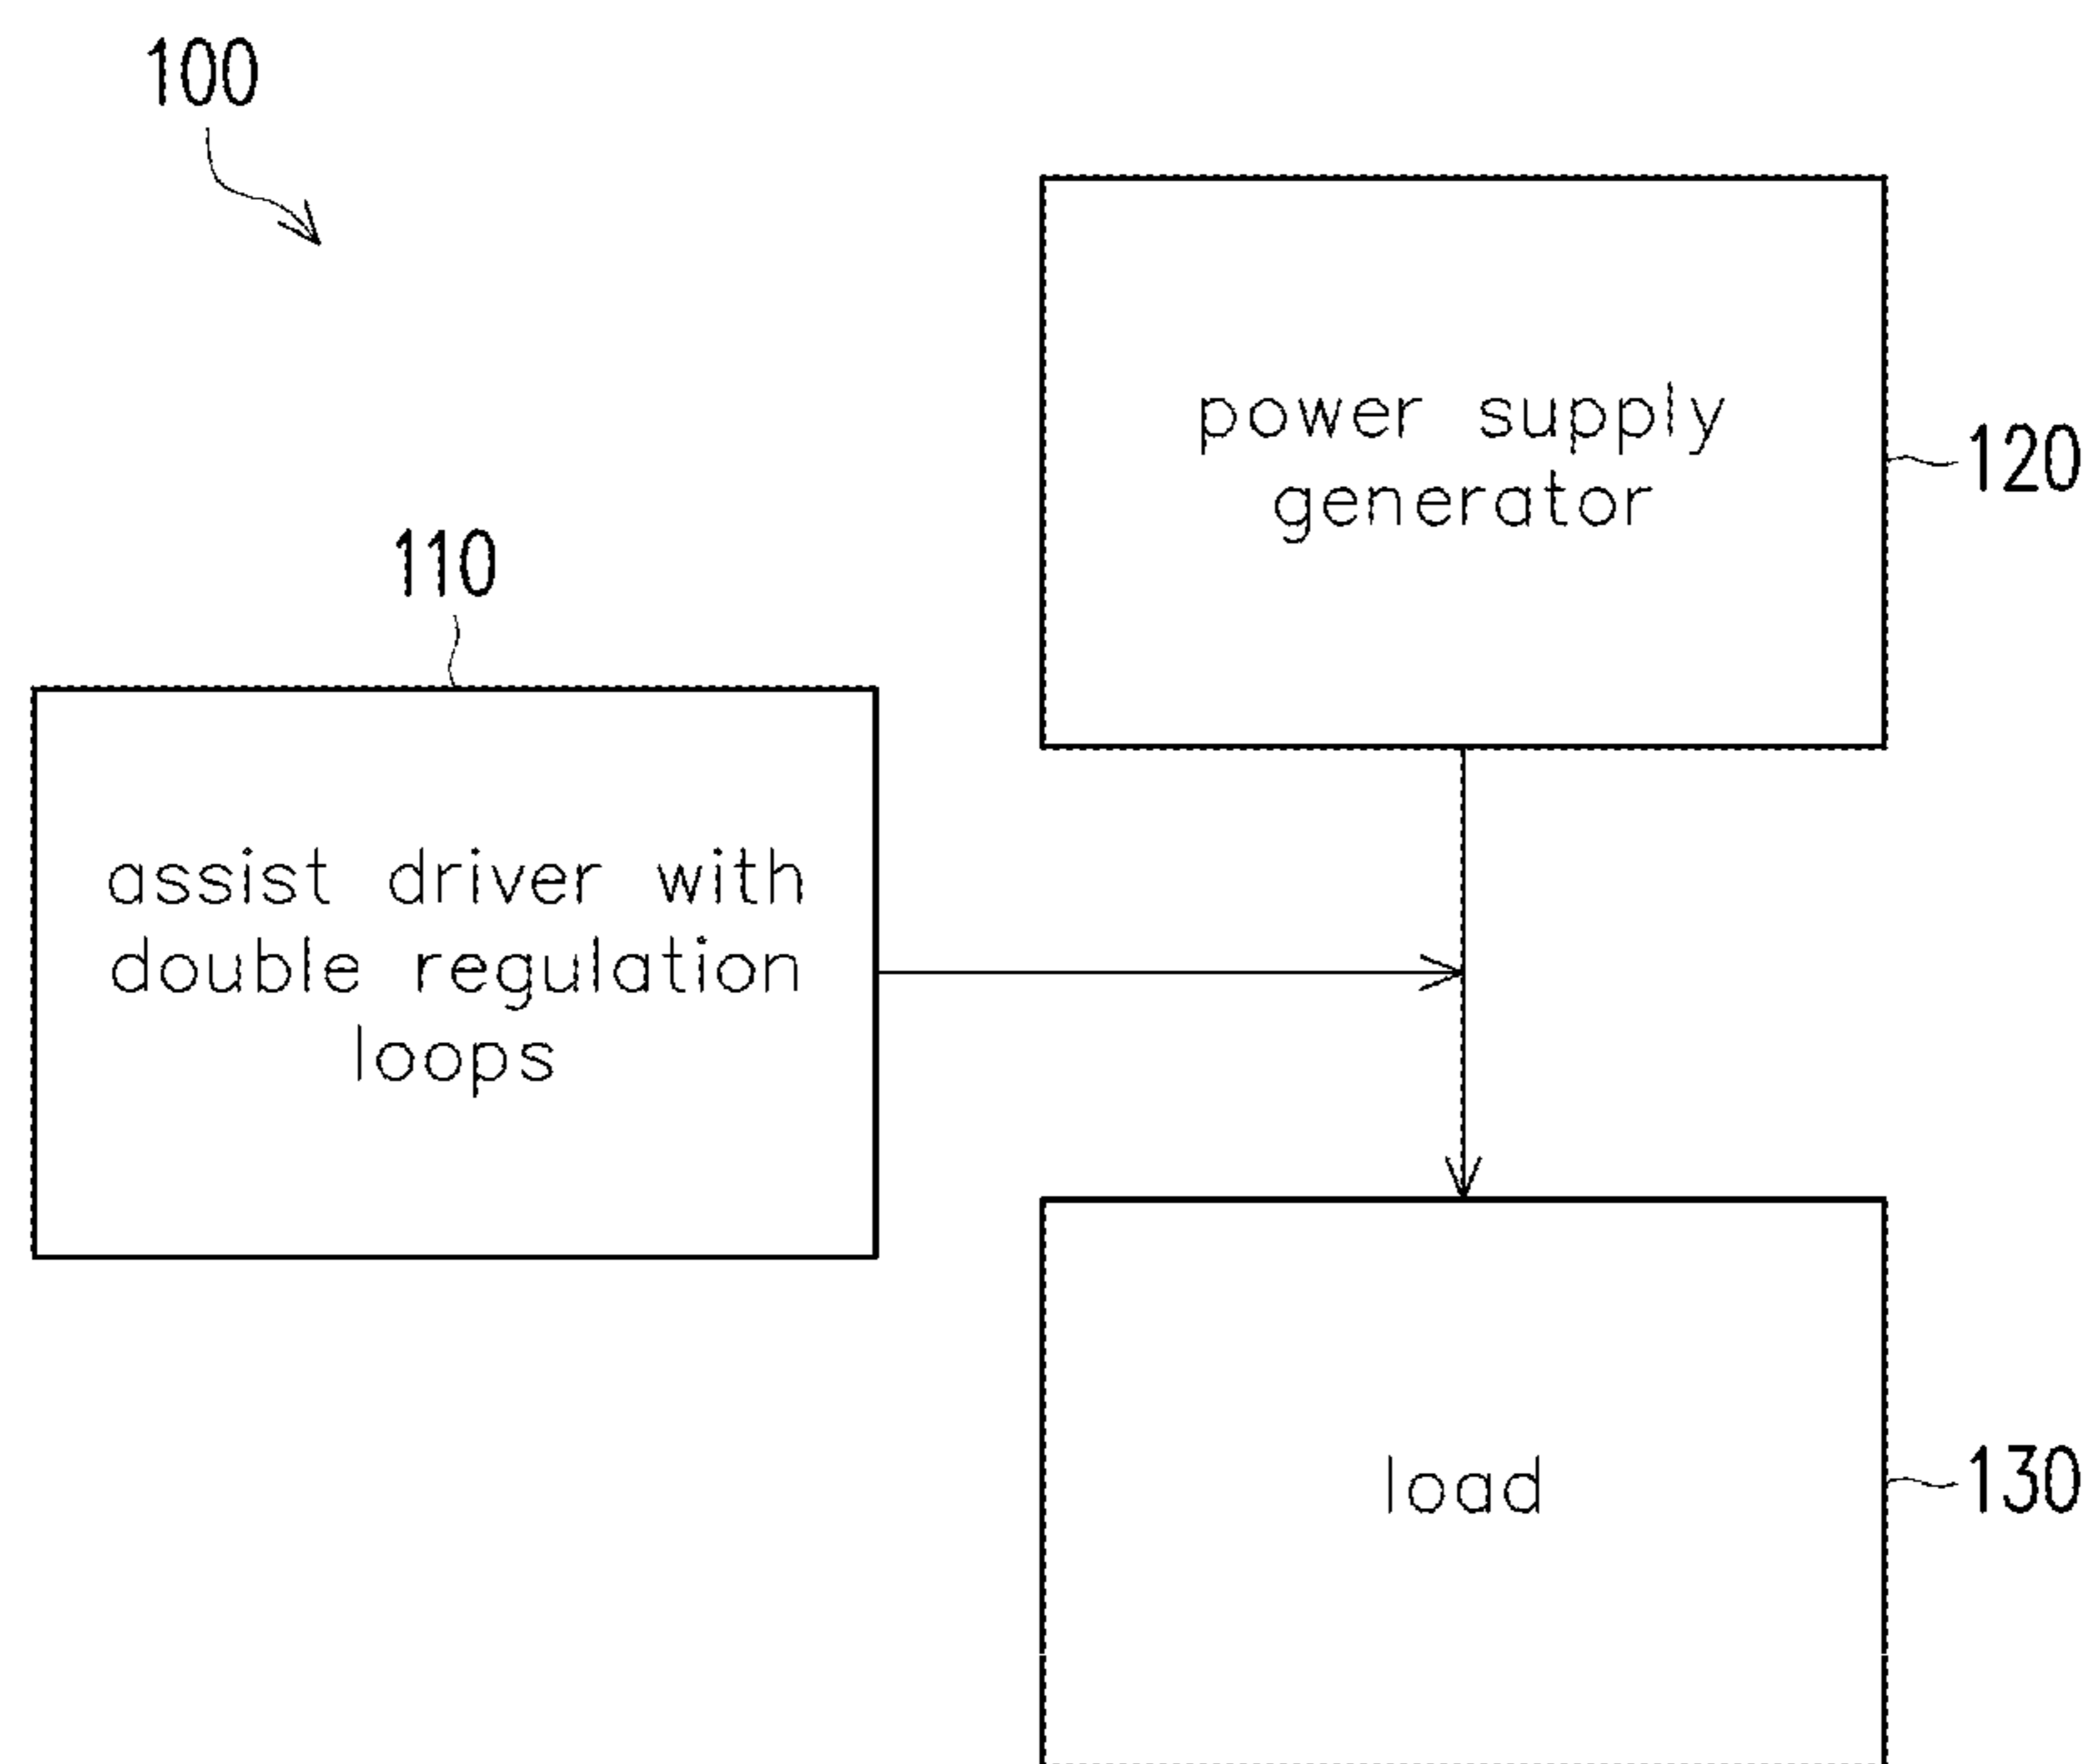 100
power supply
generator
120
110
assist driver with
double regulation
loops
load
130